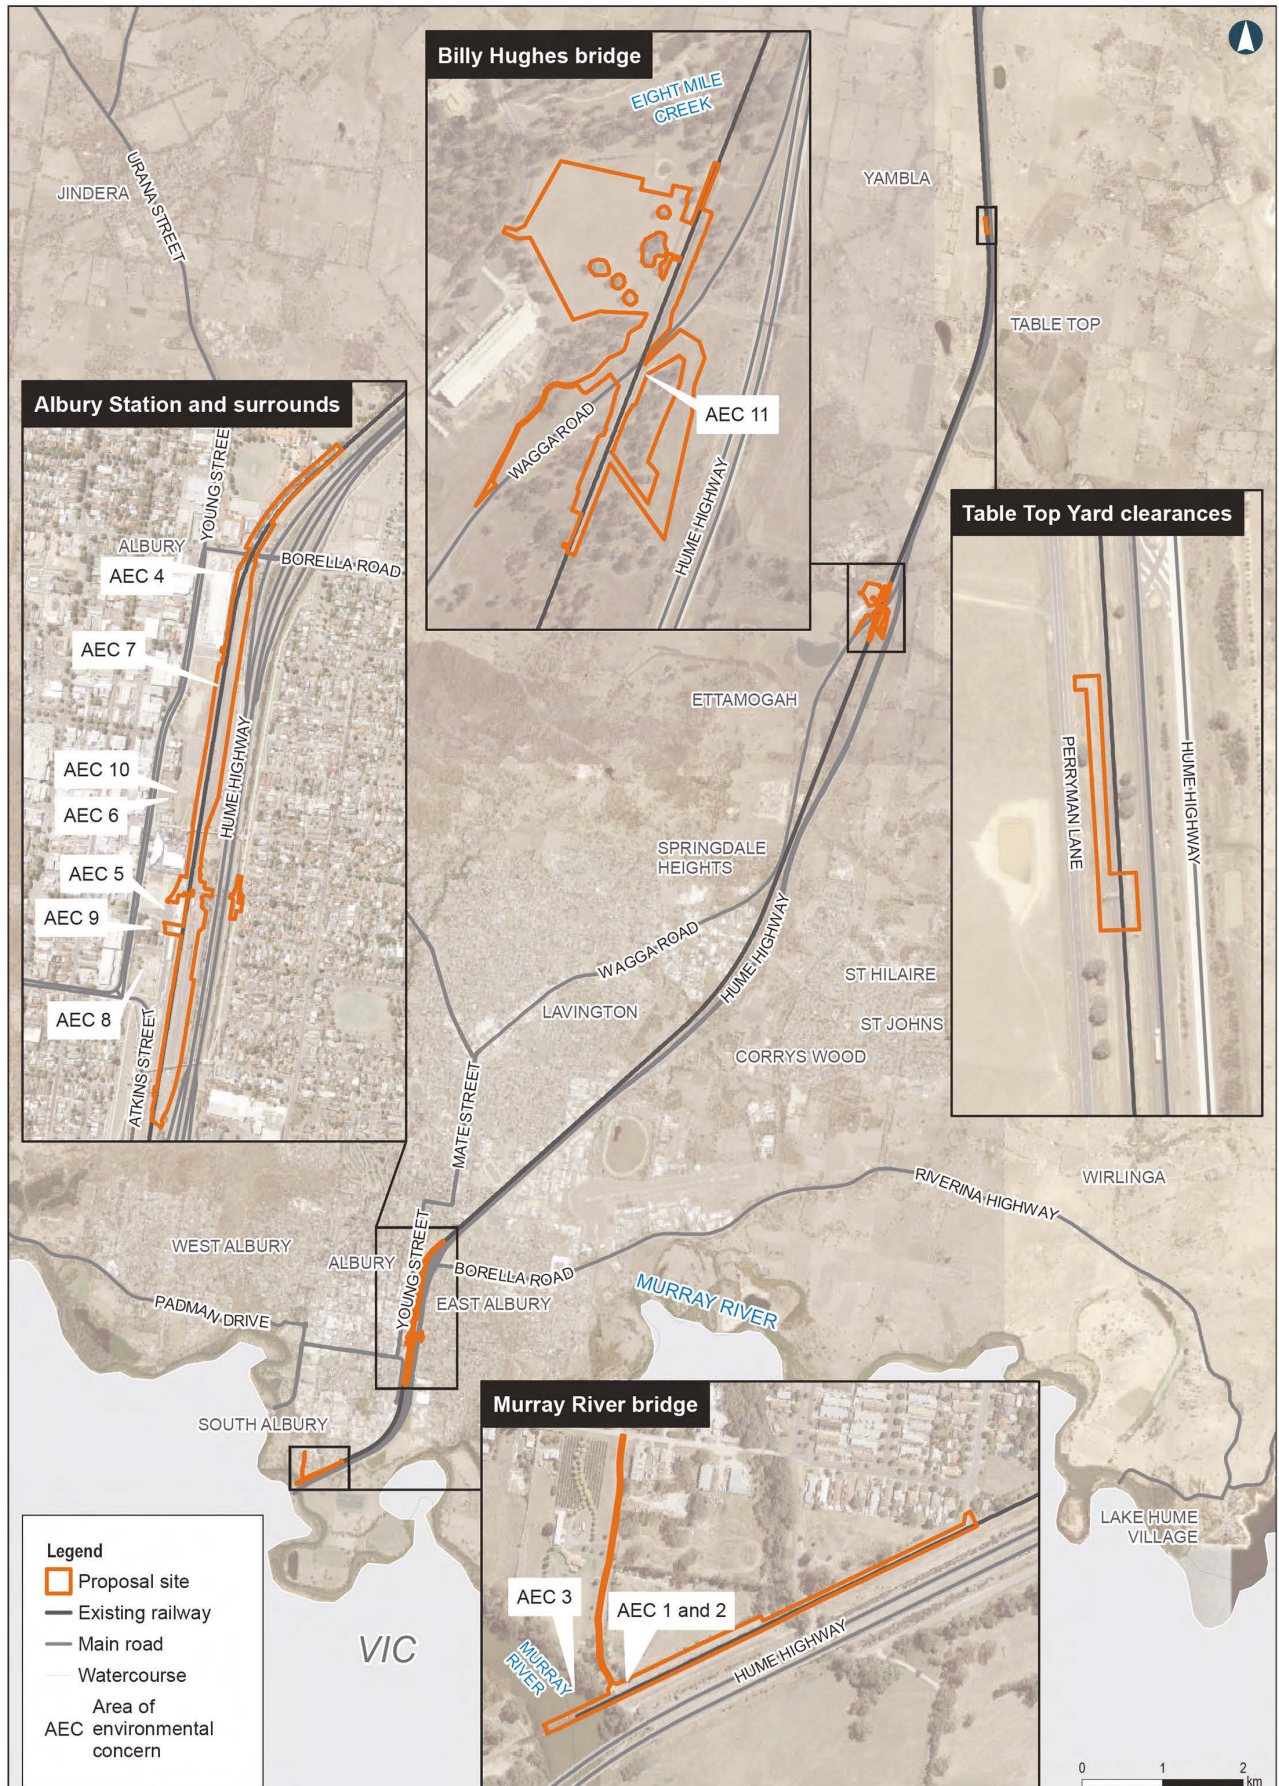 Billy Hughes bridge
EIGHT MILE
CREEK
WAGGA ROAD
HUME HIGHWAY
AEC 11
JINDERA
URANA STREET
YAMBLA
TABLE TOP
Albury Station and surrounds
YOUNG STREE
ALBURY
BORELLA ROAD
AEC 4
AEC 7
HUME HIGHWAY
AEC 10
AEC 6
AEC 5
AEC 9
AEC 8
ATKINS STREET
Table Top Yard clearances
PERRYMAN LANE
HUME HIGHWAY
ETTAMOGAH
SPRINGDALE
HEIGHTS
WAGGA ROAD
HUME HIGHWAY
LAVINGTON
ST HILAIRE
ST JOHNS
CORRYS WOOD
MATE STREET
RIVERINA HIGHWAY
WIRLINGA
WEST ALBURY
ALBURY
YOUNG STREET
BORELLA ROAD
EAST ALBURY
MURRAY RIVER
PADMAN DRIVE
SOUTH ALBURY
Murray River bridge
AEC 3
AEC 1 and 2
MURRAY
RIVER
HUME HIGHWAY
LAKE HUME
VILLAGE
VIC
Legend
Proposal site
Existing railway
Main road
Watercourse
AEC
Area of
environmental
concern
0 1 2
km